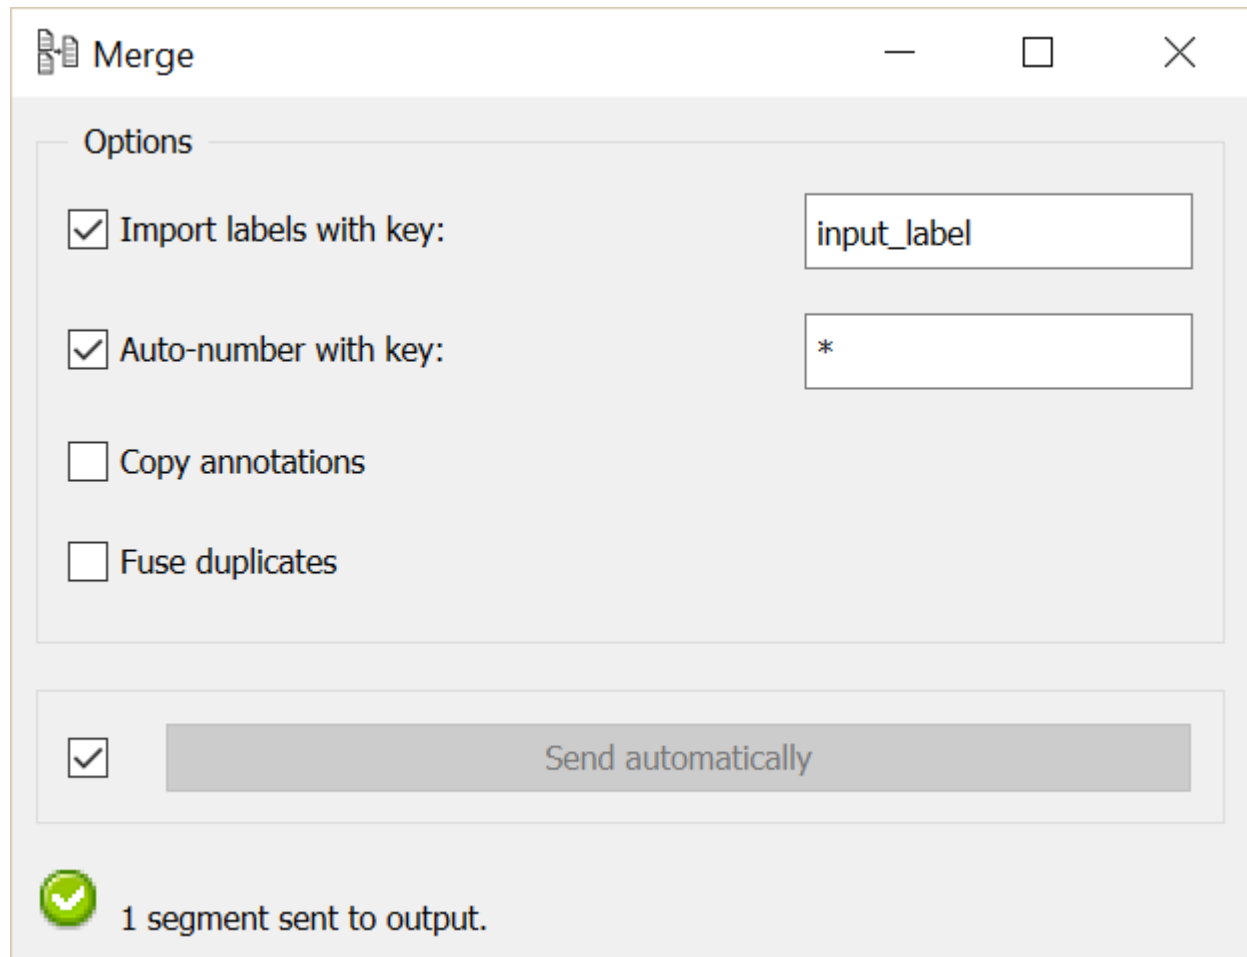 Merge
Options
Import labels with key: input_label
Auto-number with key: *
Copy annotations
Fuse duplicates
Send automatically
1 segment sent to output.